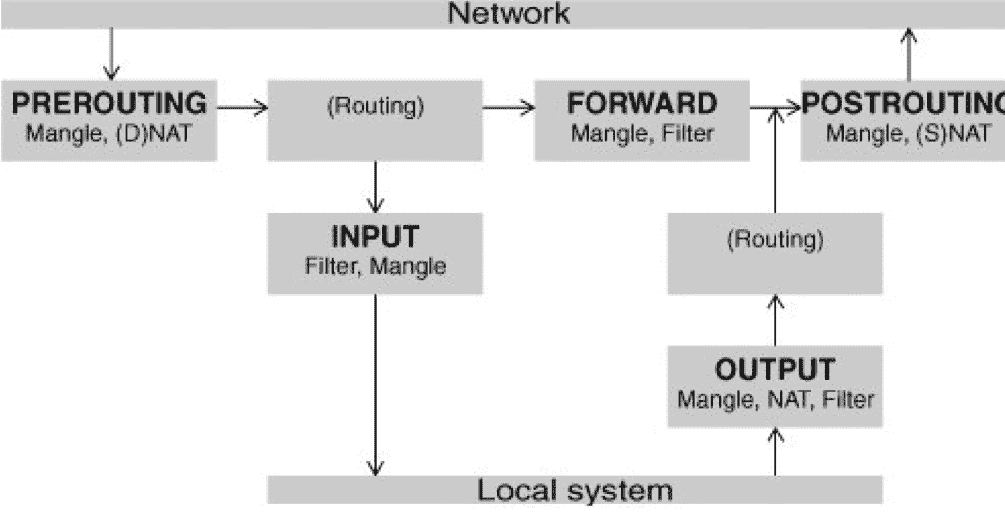 Network
PREROUTING
Mangle, (D)NAT
(Routing)
FORWARD
Mangle, Filter
POSTROUTING
Mangle, (S)NAT
INPUT
Filter, Mangle
(Routing)
OUTPUT
Mangle, NAT, Filter
Local system